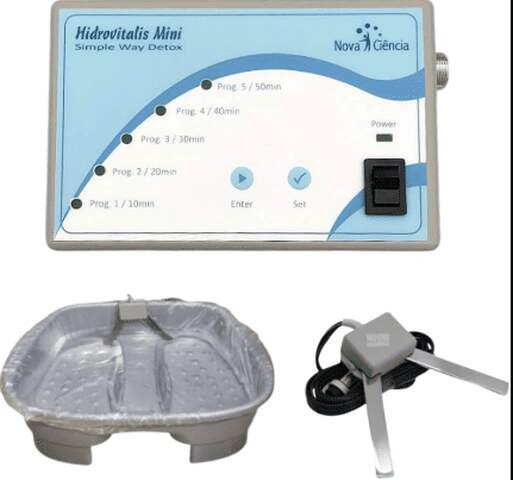 Hidrovitalis Mini
Simple Way Detox
Nova Ciência
Prog. 5 / 50min
Prog. 4 / 40min
Prog. 3 / 30min
Prog. 2 / 20min
Prog. 1 / 10min
Power
Enter
Set